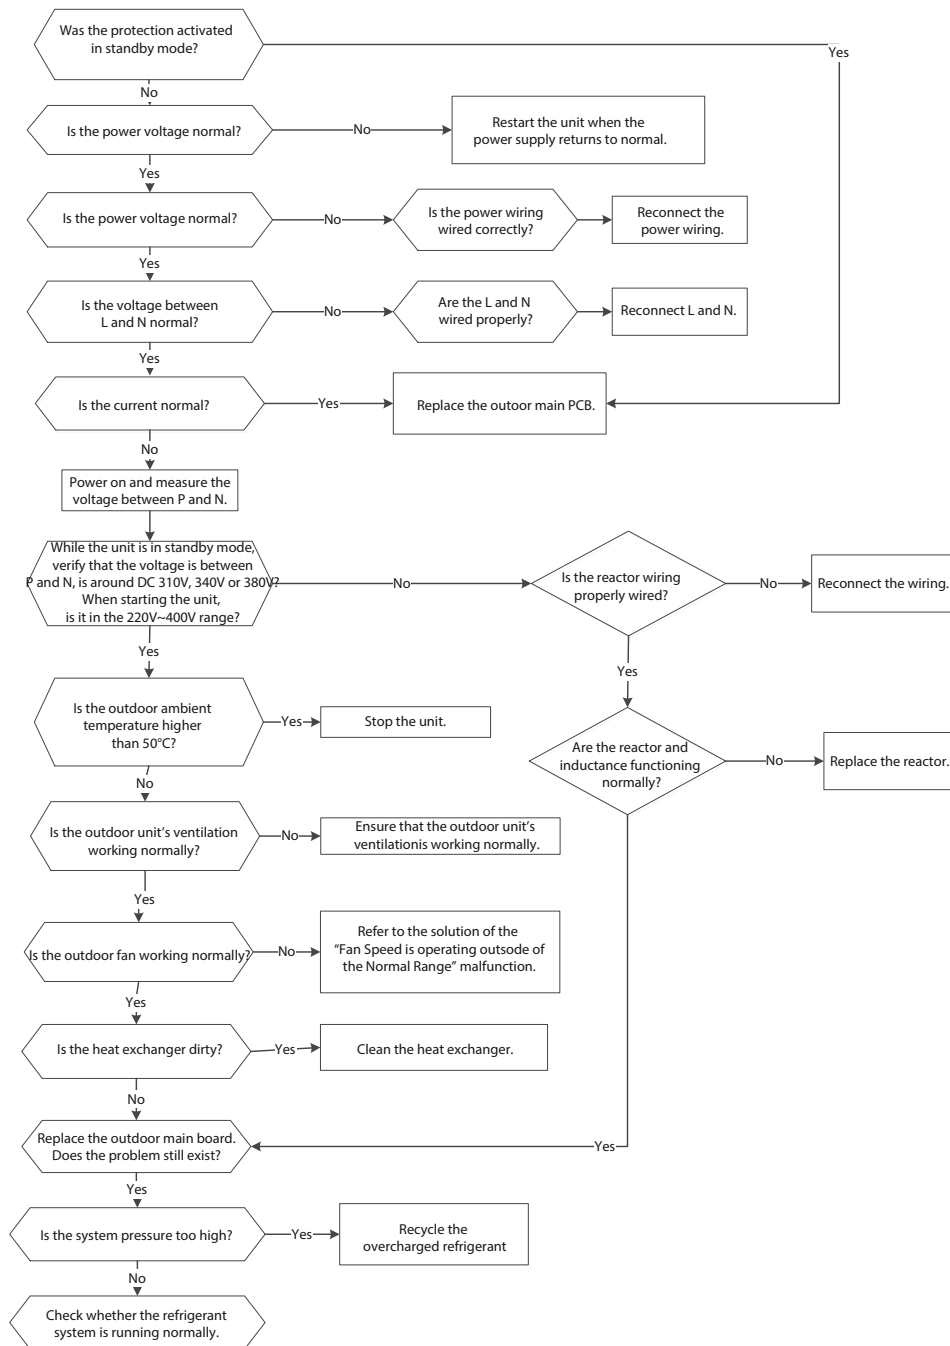 Was the protection activated
in standby mode?
Yes
No
Is the power voltage normal?
No
Restart the unit when the
power supply returns to normal.
Yes
Is the power voltage normal?
No
Is the power wiring
wired correctly?
Reconnect the
power wiring.
Yes
Is the voltage between
L and N normal?
No
Are the L and N
wired properly?
Reconnect L and N.
Yes
Is the current normal?
Yes
Replace the outoor main PCB.
No
Power on and measure the
voltage between P and N.
While the unit is in standby mode,
verify that the voltage is between
P and N, is around DC 310V, 340V or 380V?
When starting the unit,
is it in the 220V~400V range?
No
Is the reactor wiring
properly wired?
No
Reconnect the wiring.
Yes
Yes
Is the outdoor ambient
temperature higher
than 50°C?
Yes
Stop the unit.
Are the reactor and
inductance functioning
normally?
No
Replace the reactor.
No
Is the outdoor unit's ventilation
working normally?
No
Ensure that the outdoor unit's
ventilationis working normally.
Yes
Is the outdoor fan working normally?
No
Refer to the solution of the
“Fan Speed is operating outsode of
the Normal Range” malfunction.
Yes
Is the heat exchanger dirty?
Yes
Clean the heat exchanger.
No
Replace the outdoor main board.
Does the problem still exist?
Yes
Yes
Is the system pressure too high?
Yes
Recycle the
overcharged refrigerant
No
Check whether the refrigerant
system is running normally.